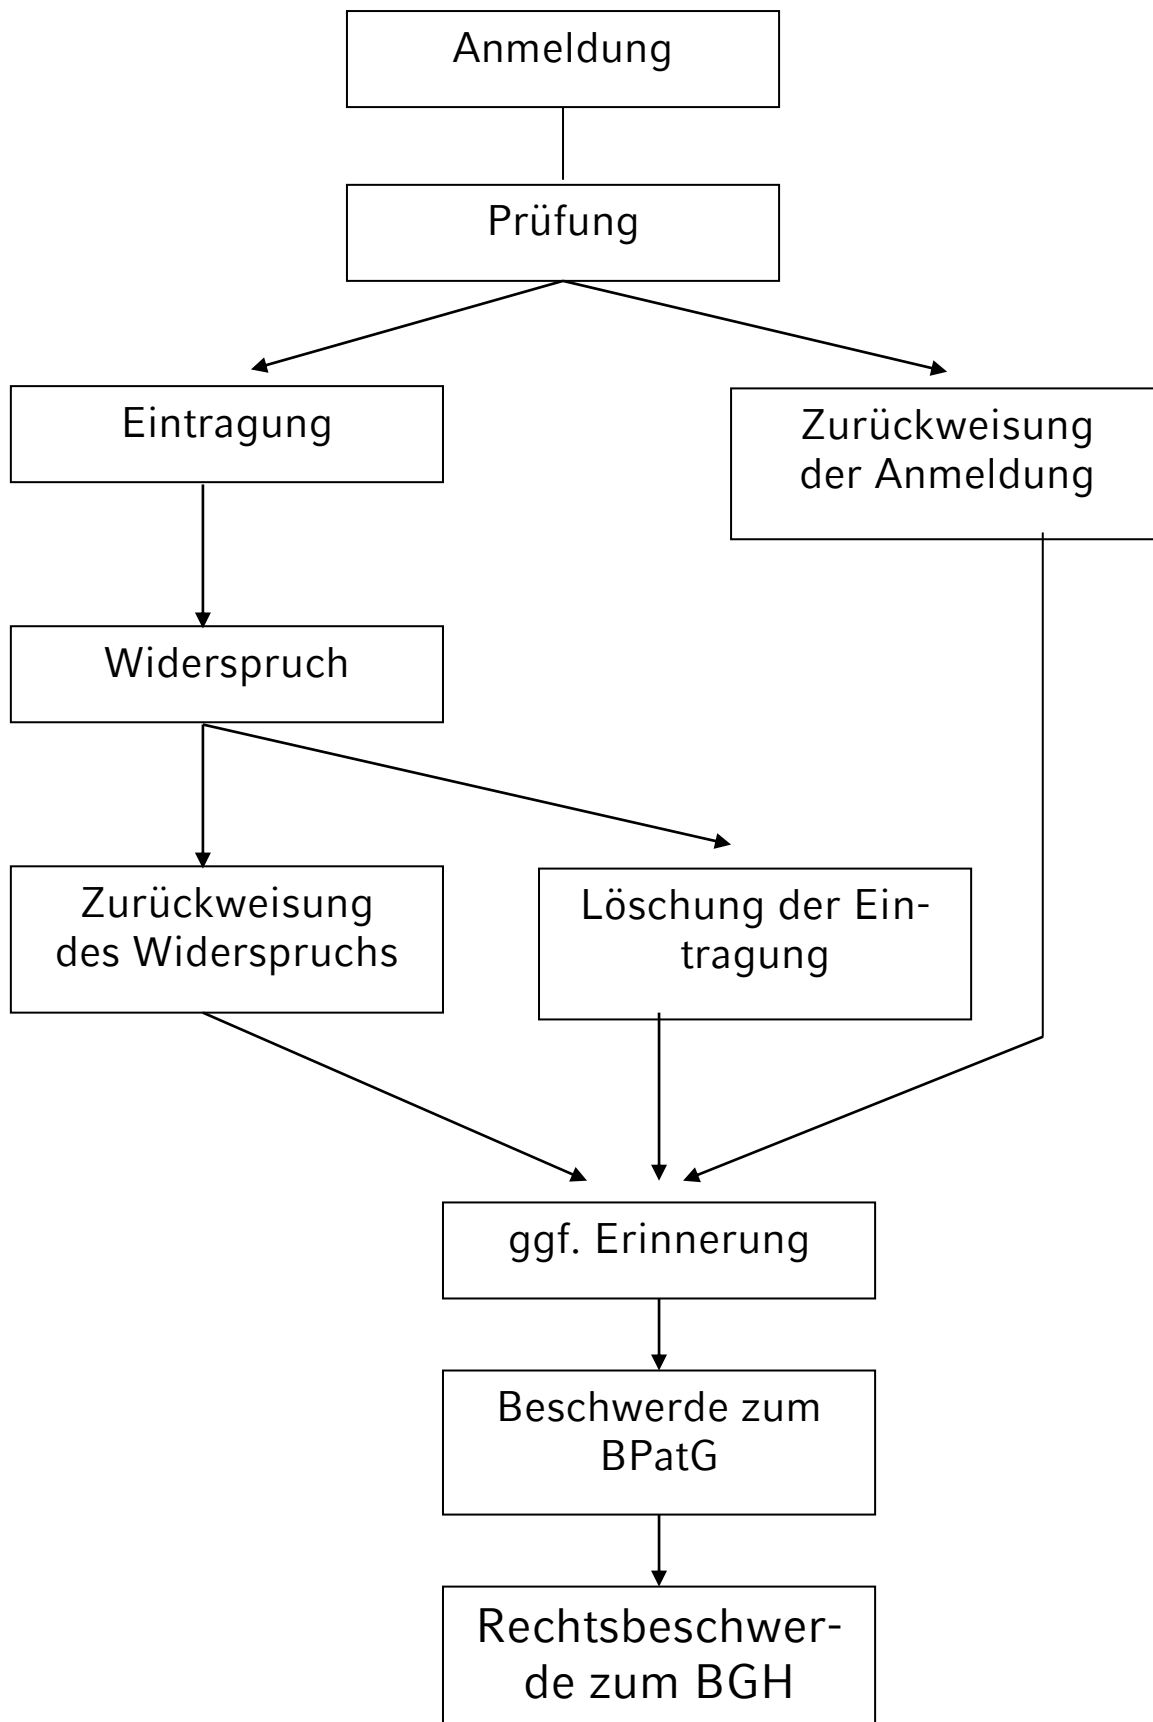 Anmeldung
Prüfung
Eintragung
Zurückweisung
der Anmeldung
Widerspruch
Zurückweisung
des Widerspruchs
Löschung der Ein-
tragung
ggf. Erinnerung
Beschwerde zum
BPatG
Rechtsbeschwer-
de zum BGH